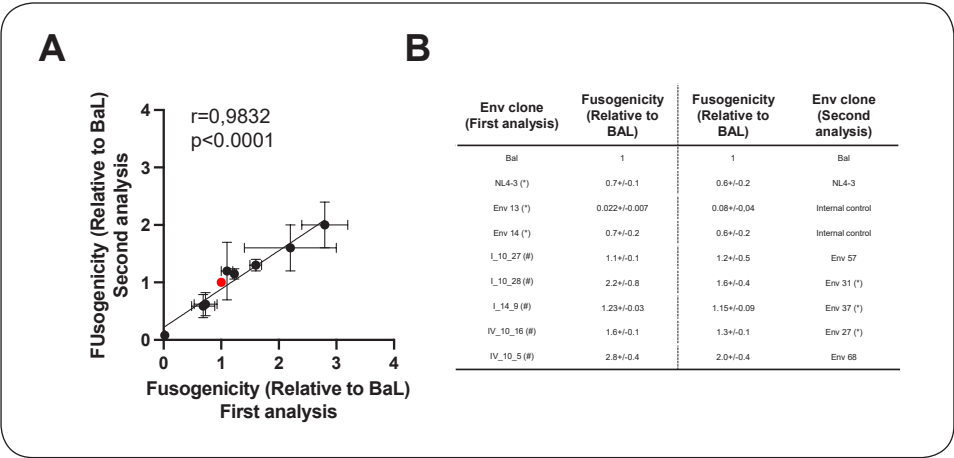 A
B
FUsogenicity (Relative to BaL)
Second analysis
r=0,9832
p<0.0001
4
3
2
1
0
0 1 2 3 4
Fusogenicity (Relative to BaL)
First analysis
Env clone
(First analysis)
Fusogenicity
(Relative to
BAL)
Fusogenicity
(Relative to
BAL)
Env clone
(Second
analysis)
Bal 1 1 Bal
NL4-3 (*) 0.7+/-0.1 0.6+/-0.2 NL4-3
Env 13 (*) 0.022+/-0.007 0.08+/-0,04 Internal control
Env 14 (*) 0.7+/-0.2 0.6+/-0.2 Internal control
I_10_27 (#) 1.1+/-0.1 1.2+/-0.5 Env 57
I_10_28 (#) 2.2+/-0.8 1.6+/-0.4 Env 31 (*)
I_14_9 (#) 1.23+/-0.03 1.15+/-0.09 Env 37 (*)
IV_10_16 (#) 1.6+/-0.1 1.3+/-0.1 Env 27 (*)
IV_10_5 (#) 2.8+/-0.4 2.0+/-0.4 Env 68